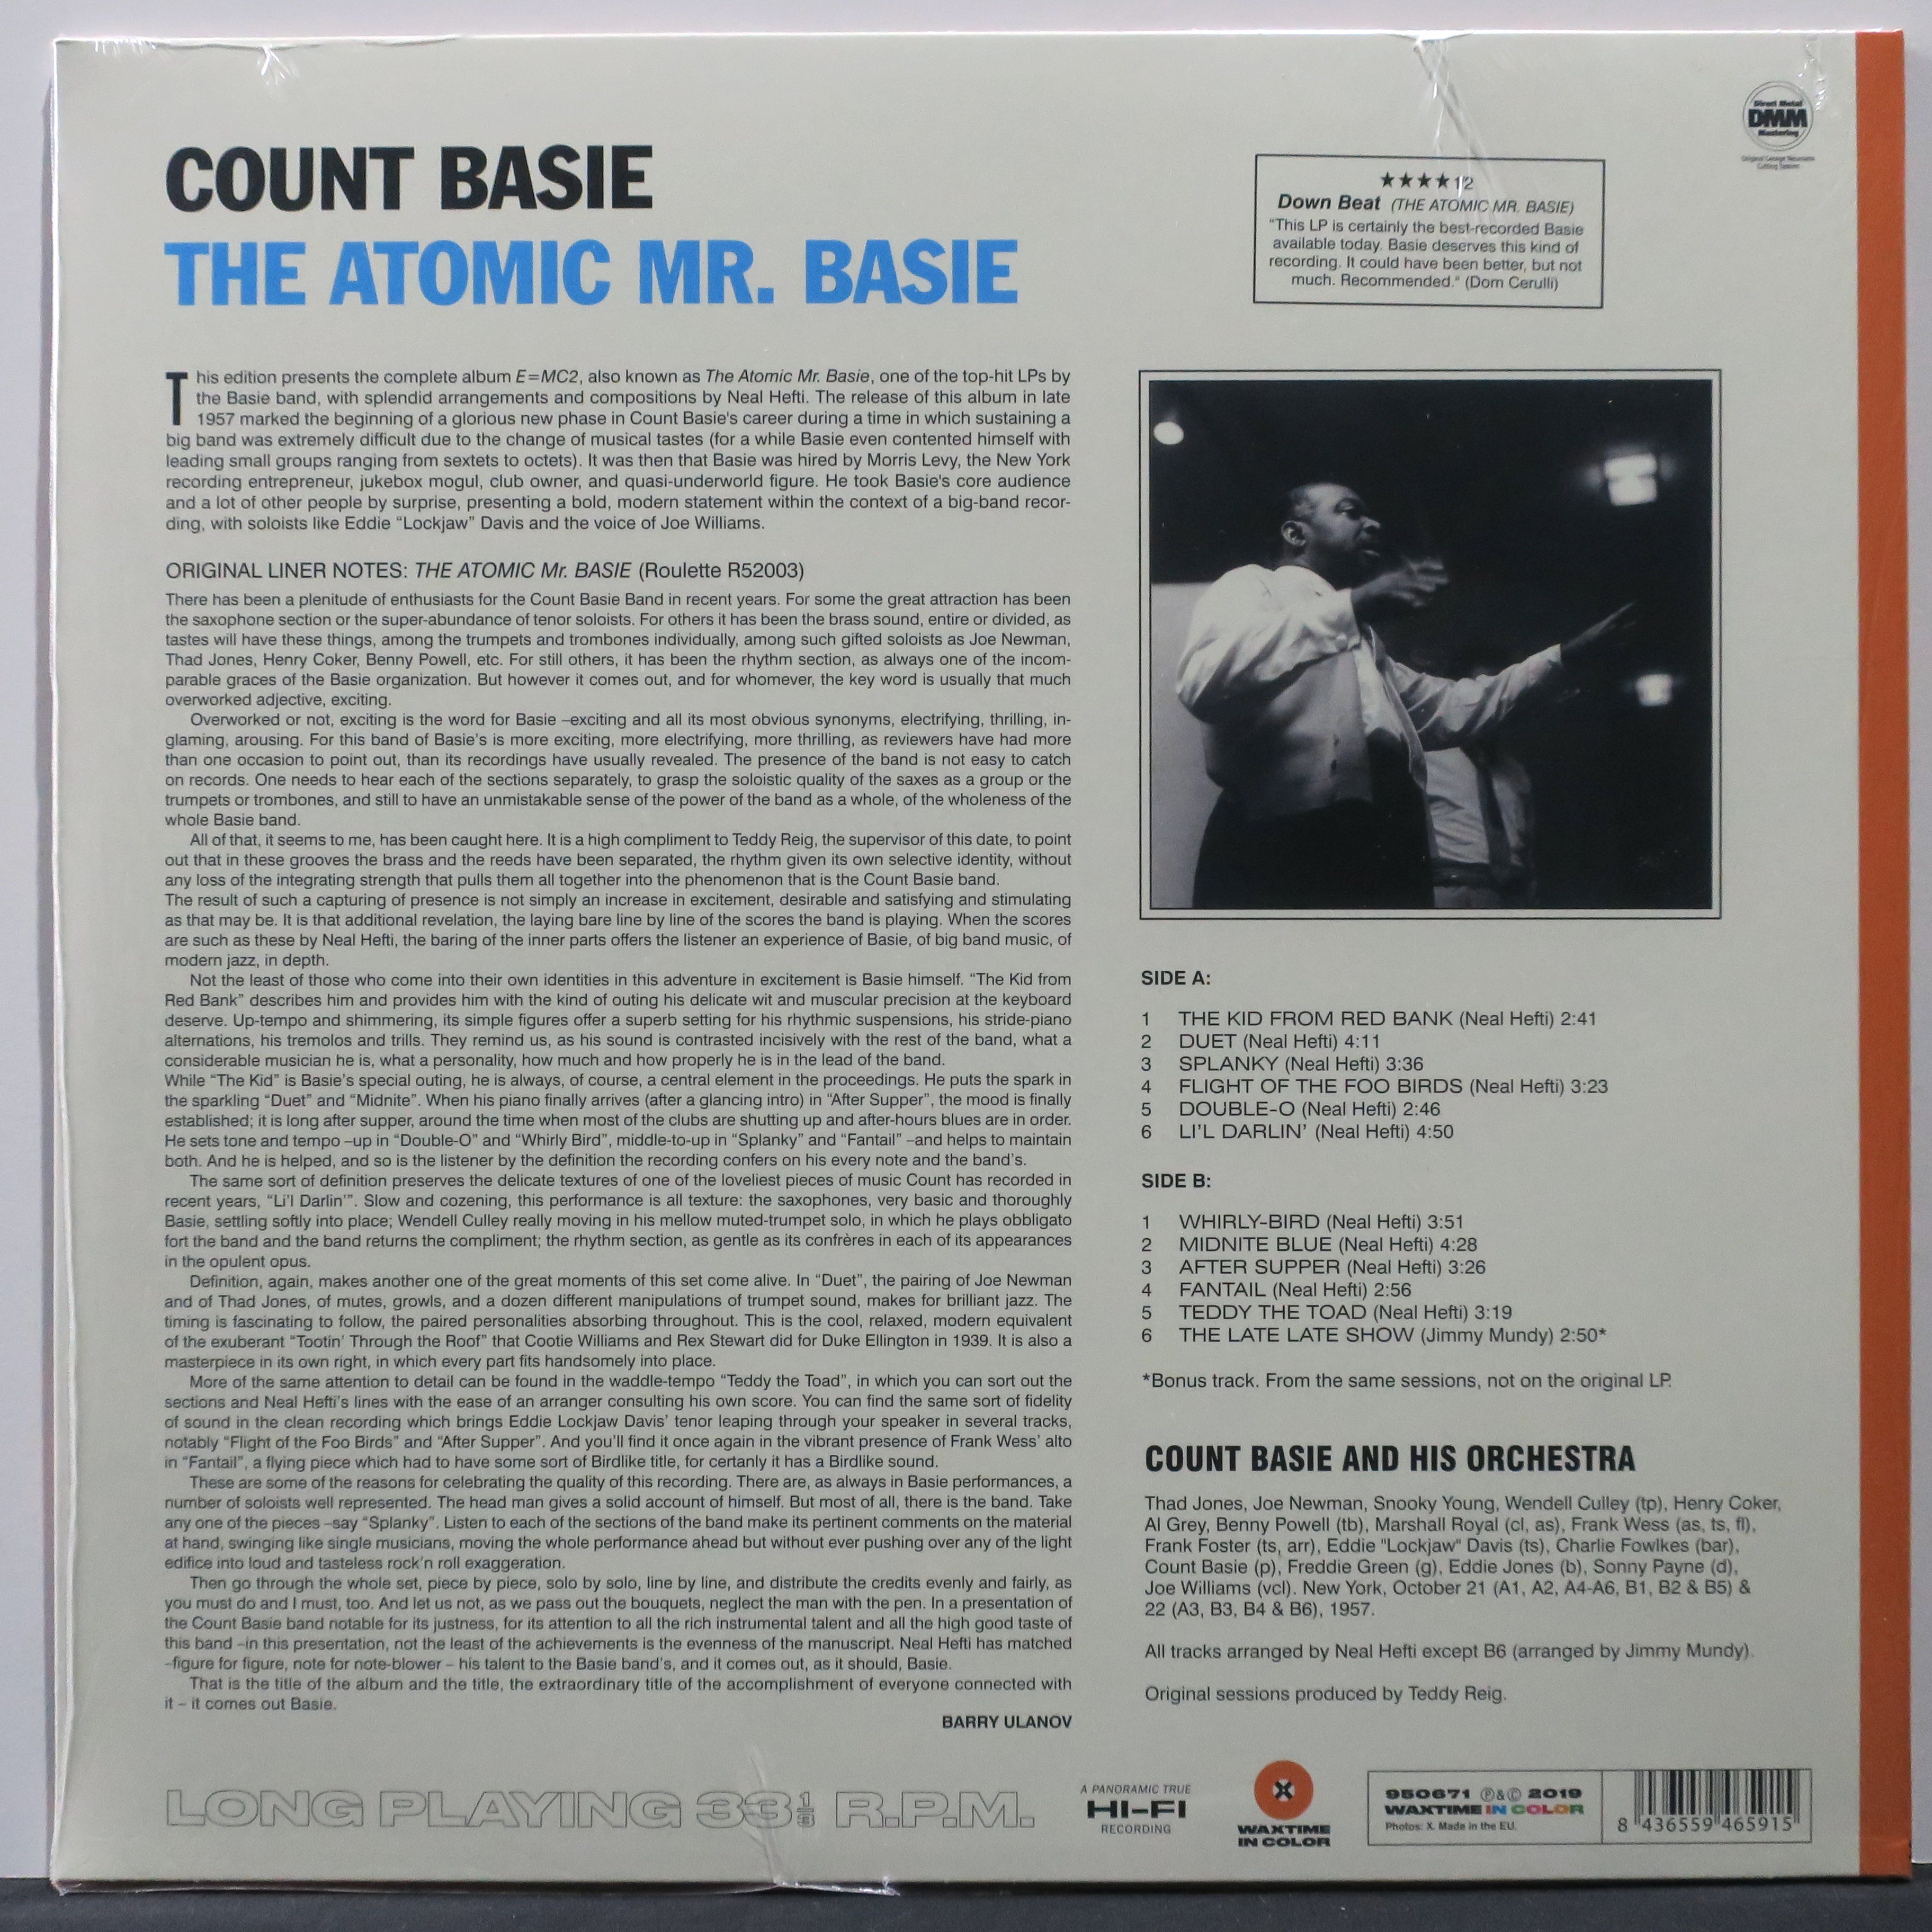 COUNT BASIE
THE ATOMIC MR. BASIE
Direct Metal
DMM
Mastering
Original George Neumann
Cutting System
★★★★1/2
Down Beat (THE ATOMIC MR. BASIE)
"This LP is certainly the best-recorded Basie
available today. Basie deserves this kind of
recording. It could have been better, but not
much. Recommended." (Dom Cerulli)
This edition presents the complete album E=MC2, also known as The Atomic Mr. Basie, one of the top-hit LPs by
the Basie band, with splendid arrangements and compositions by Neal Hefti. The release of this album in late
1957 marked the beginning of a glorious new phase in Count Basie's career during a time in which sustaining a
big band was extremely difficult due to the change of musical tastes (for a while Basie even contented himself with
leading small groups ranging from sextets to octets). It was then that Basie was hired by Morris Levy, the New York
recording entrepreneur, jukebox mogul, club owner, and quasi-underworld figure. He took Basie's core audience
and a lot of other people by surprise, presenting a bold, modern statement within the context of a big-band recor-
ding, with soloists like Eddie “Lockjaw” Davis and the voice of Joe Williams.
ORIGINAL LINER NOTES: THE ATOMIC Mr. BASIE (Roulette R52003)
There has been a plenitude of enthusiasts for the Count Basie Band in recent years. For some the great attraction has been
the saxophone section or the super-abundance of tenor soloists. For others it has been the brass sound, entire or divided, as
tastes will have these things, among the trumpets and trombones individually, among such gifted soloists as Joe Newman,
Thad Jones, Henry Coker, Benny Powell, etc. For still others, it has been the rhythm section, as always one of the incom-
parable graces of the Basie organization. But however it comes out, and for whomever, the key word is usually that much
overworked adjective, exciting.
Overworked or not, exciting is the word for Basie –exciting and all its most obvious synonyms, electrifying, thrilling, in-
glaming, arousing. For this band of Basie's is more exciting, more electrifying, more thrilling, as reviewers have had more
than one occasion to point out, than its recordings have usually revealed. The presence of the band is not easy to catch
on records. One needs to hear each of the sections separately, to grasp the soloistic quality of the saxes as a group or the
trumpets or trombones, and still to have an unmistakable sense of the power of the band as a whole, of the wholeness of the
whole Basie band.
All of that, it seems to me, has been caught here. It is a high compliment to Teddy Reig, the supervisor of this date, to point
out that in these grooves the brass and the reeds have been separated, the rhythm given its own selective identity, without
any loss of the integrating strength that pulls them all together into the phenomenon that is the Count Basie band.
The result of such a capturing of presence is not simply an increase in excitement, desirable and satisfying and stimulating
as that may be. It is that additional revelation, the laying bare line by line of the scores the band is playing. When the scores
are such as these by Neal Hefti, the baring of the inner parts offers the listener an experience of Basie, of big band music, of
modern jazz, in depth.
Not the least of those who come into their own identities in this adventure in excitement is Basie himself. “The Kid from
Red Bank” describes him and provides him with the kind of outing his delicate wit and muscular precision at the keyboard
deserve. Up-tempo and shimmering, its simple figures offer a superb setting for his rhythmic suspensions, his stride-piano
alternations, his tremolos and trills. They remind us, as his sound is contrasted incisively with the rest of the band, what a
considerable musician he is, what a personality, how much and how properly he is in the lead of the band.
While “The Kid” is Basie's special outing, he is always, of course, a central element in the proceedings. He puts the spark in
the sparkling “Duet” and “Midnite”. When his piano finally arrives (after a glancing intro) in “After Supper”, the mood is finally
established; it is long after supper, around the time when most of the clubs are shutting up and after-hours blues are in order.
He sets tone and tempo –up in “Double-O” and “Whirly Bird”, middle-to-up in “Splanky” and “Fantail” –and helps to maintain
both. And he is helped, and so is the listener by the definition the recording confers on his every note and the band's.
The same sort of definition preserves the delicate textures of one of the loveliest pieces of music Count has recorded in
recent years, “Li'l Darlin'”. Slow and cozening, this performance is all texture: the saxophones, very basic and thoroughly
Basie, settling softly into place; Wendell Culley really moving in his mellow muted-trumpet solo, in which he plays obbligato
fort the band and the band returns the compliment; the rhythm section, as gentle as its confrères in each of its appearances
in the opulent opus.
Definition, again, makes another one of the great moments of this set come alive. In “Duet”, the pairing of Joe Newman
and of Thad Jones, of mutes, growls, and a dozen different manipulations of trumpet sound, makes for brilliant jazz. The
timing is fascinating to follow, the paired personalities absorbing throughout. This is the cool, relaxed, modern equivalent
of the exuberant “Tootin' Through the Roof” that Cootie Williams and Rex Stewart did for Duke Ellington in 1939. It is also a
masterpiece in its own right, in which every part fits handsomely into place.
More of the same attention to detail can be found in the waddle-tempo “Teddy the Toad”, in which you can sort out the
sections and Neal Hefti's lines with the ease of an arranger consulting his own score. You can find the same sort of fidelity
of sound in the clean recording which brings Eddie Lockjaw Davis' tenor leaping through your speaker in several tracks,
notably “Flight of the Foo Birds” and “After Supper”. And you'll find it once again in the vibrant presence of Frank Wess' alto
in “Fantail”, a flying piece which had to have some sort of Birdlike title, for certanly it has a Birdlike sound.
These are some of the reasons for celebrating the quality of this recording. There are, as always in Basie performances, a
number of soloists well represented. The head man gives a solid account of himself. But most of all, there is the band. Take
any one of the pieces –say “Splanky”. Listen to each of the sections of the band make its pertinent comments on the material
at hand, swinging like single musicians, moving the whole performance ahead but without ever pushing over any of the light
edifice into loud and tasteless rock'n roll exaggeration.
Then go through the whole set, piece by piece, solo by solo, line by line, and distribute the credits evenly and fairly, as
you must do and I must, too. And let us not, as we pass out the bouquets, neglect the man with the pen. In a presentation of
the Count Basie band notable for its justness, for its attention to all the rich instrumental talent and all the high good taste of
this band –in this presentation, not the least of the achievements is the evenness of the manuscript. Neal Hefti has matched
–figure for figure, note for note-blower – his talent to the Basie band's, and it comes out, as it should, Basie.
That is the title of the album and the title, the extraordinary title of the accomplishment of everyone connected with
it – it comes out Basie.
BARRY ULANOV
SIDE A:
1 THE KID FROM RED BANK (Neal Hefti) 2:41
2 DUET (Neal Hefti) 4:11
3 SPLANKY (Neal Hefti) 3:36
4 FLIGHT OF THE FOO BIRDS (Neal Hefti) 3:23
5 DOUBLE-O (Neal Hefti) 2:46
6 LI'L DARLIN' (Neal Hefti) 4:50
SIDE B:
1 WHIRLY-BIRD (Neal Hefti) 3:51
2 MIDNITE BLUE (Neal Hefti) 4:28
3 AFTER SUPPER (Neal Hefti) 3:26
4 FANTAIL (Neal Hefti) 2:56
5 TEDDY THE TOAD (Neal Hefti) 3:19
6 THE LATE LATE SHOW (Jimmy Mundy) 2:50*
*Bonus track. From the same sessions, not on the original LP.
COUNT BASIE AND HIS ORCHESTRA
Thad Jones, Joe Newman, Snooky Young, Wendell Culley (tp), Henry Coker,
Al Grey, Benny Powell (tb), Marshall Royal (cl, as), Frank Wess (as, ts, fl),
Frank Foster (ts, arr), Eddie "Lockjaw" Davis (ts), Charlie Fowlkes (bar),
Count Basie (p), Freddie Green (g), Eddie Jones (b), Sonny Payne (d),
Joe Williams (vcl). New York, October 21 (A1, A2, A4-A6, B1, B2 & B5) &
22 (A3, B3, B4 & B6), 1957.
All tracks arranged by Neal Hefti except B6 (arranged by Jimmy Mundy).
Original sessions produced by Teddy Reig.
LONG PLAYING 33⅓ R.P.M.
A PANORAMIC TRUE
HI-FI
RECORDING
WAXTIME
IN COLOR
950671 ℗&© 2019
WAXTIME IN COLOR
Photos: X. Made in the EU.
8 436559 465915